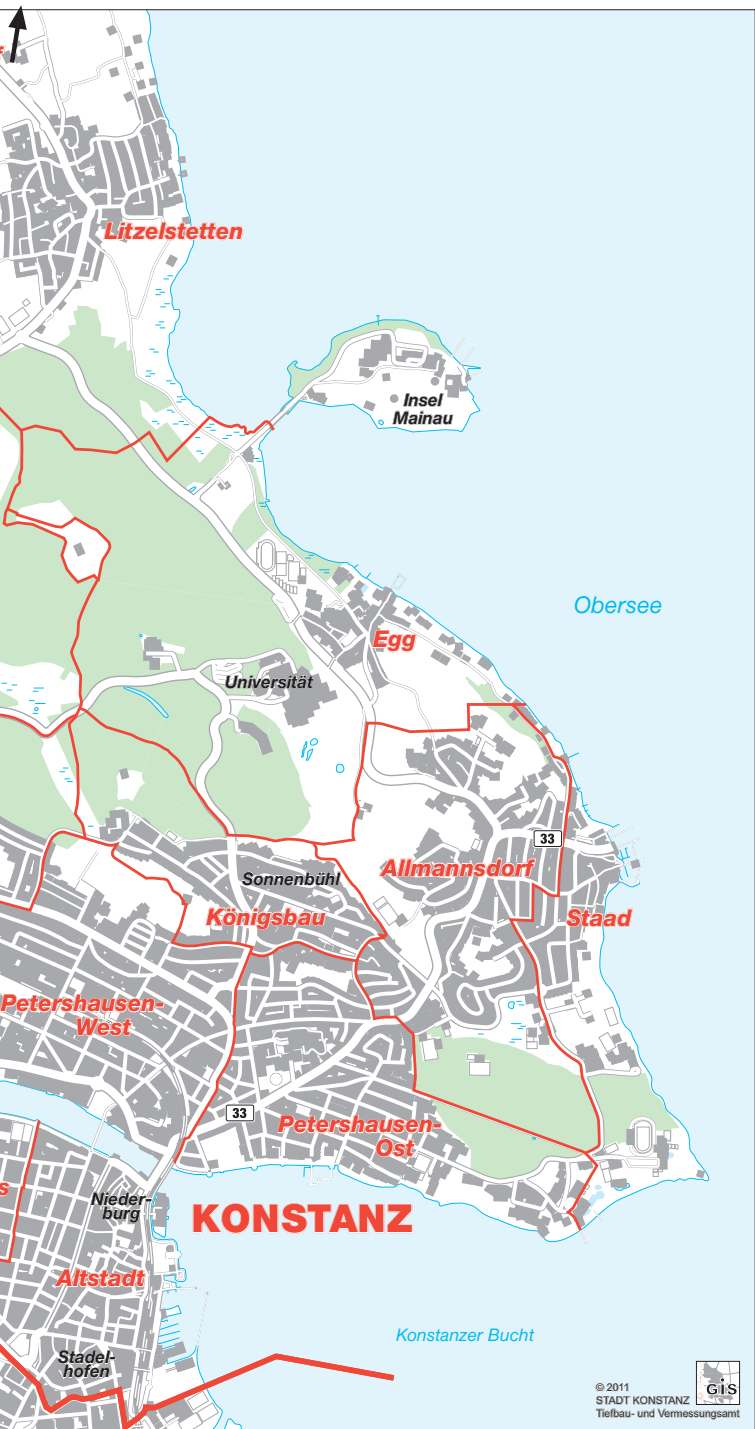 f
Litzelstetten
Insel
Mainau
Obersee
Egg
Universität
33
Allmannsdorf
Sonnenbühl
Königsbau
Staad
Petershausen-
West
33
Petershausen-
Ost
s
Nieder-
burg
KONSTANZ
Altstadt
Konstanzer Bucht
Stadel-
hofen
© 2011
STADT KONSTANZ
Tiefbau- und Vermessungsamt
GiS